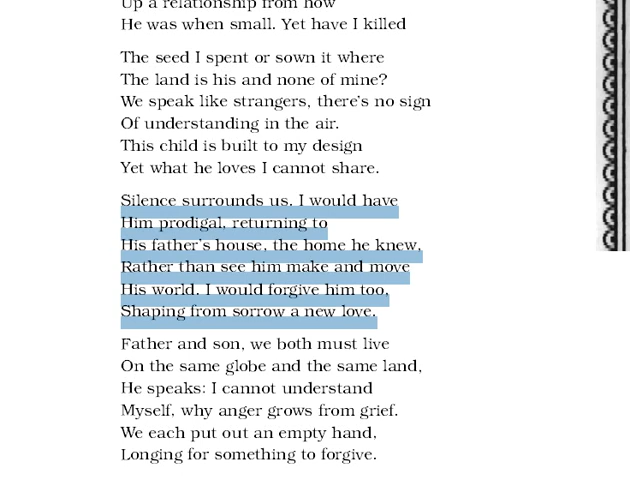 Up a relationship from how
He was when small. Yet have I killed
The seed I spent or sown it where
The land is his and none of mine?
We speak like strangers, there's no sign
Of understanding in the air.
This child is built to my design
Yet what he loves I cannot share.
Silence surrounds us. I would have
Him prodigal, returning to
His father's house, the home he knew,
Rather than see him make and move
His world. I would forgive him too,
Shaping from sorrow a new love.
Father and son, we both must live
On the same globe and the same land,
He speaks: I cannot understand
Myself, why anger grows from grief.
We each put out an empty hand,
Longing for something to forgive.